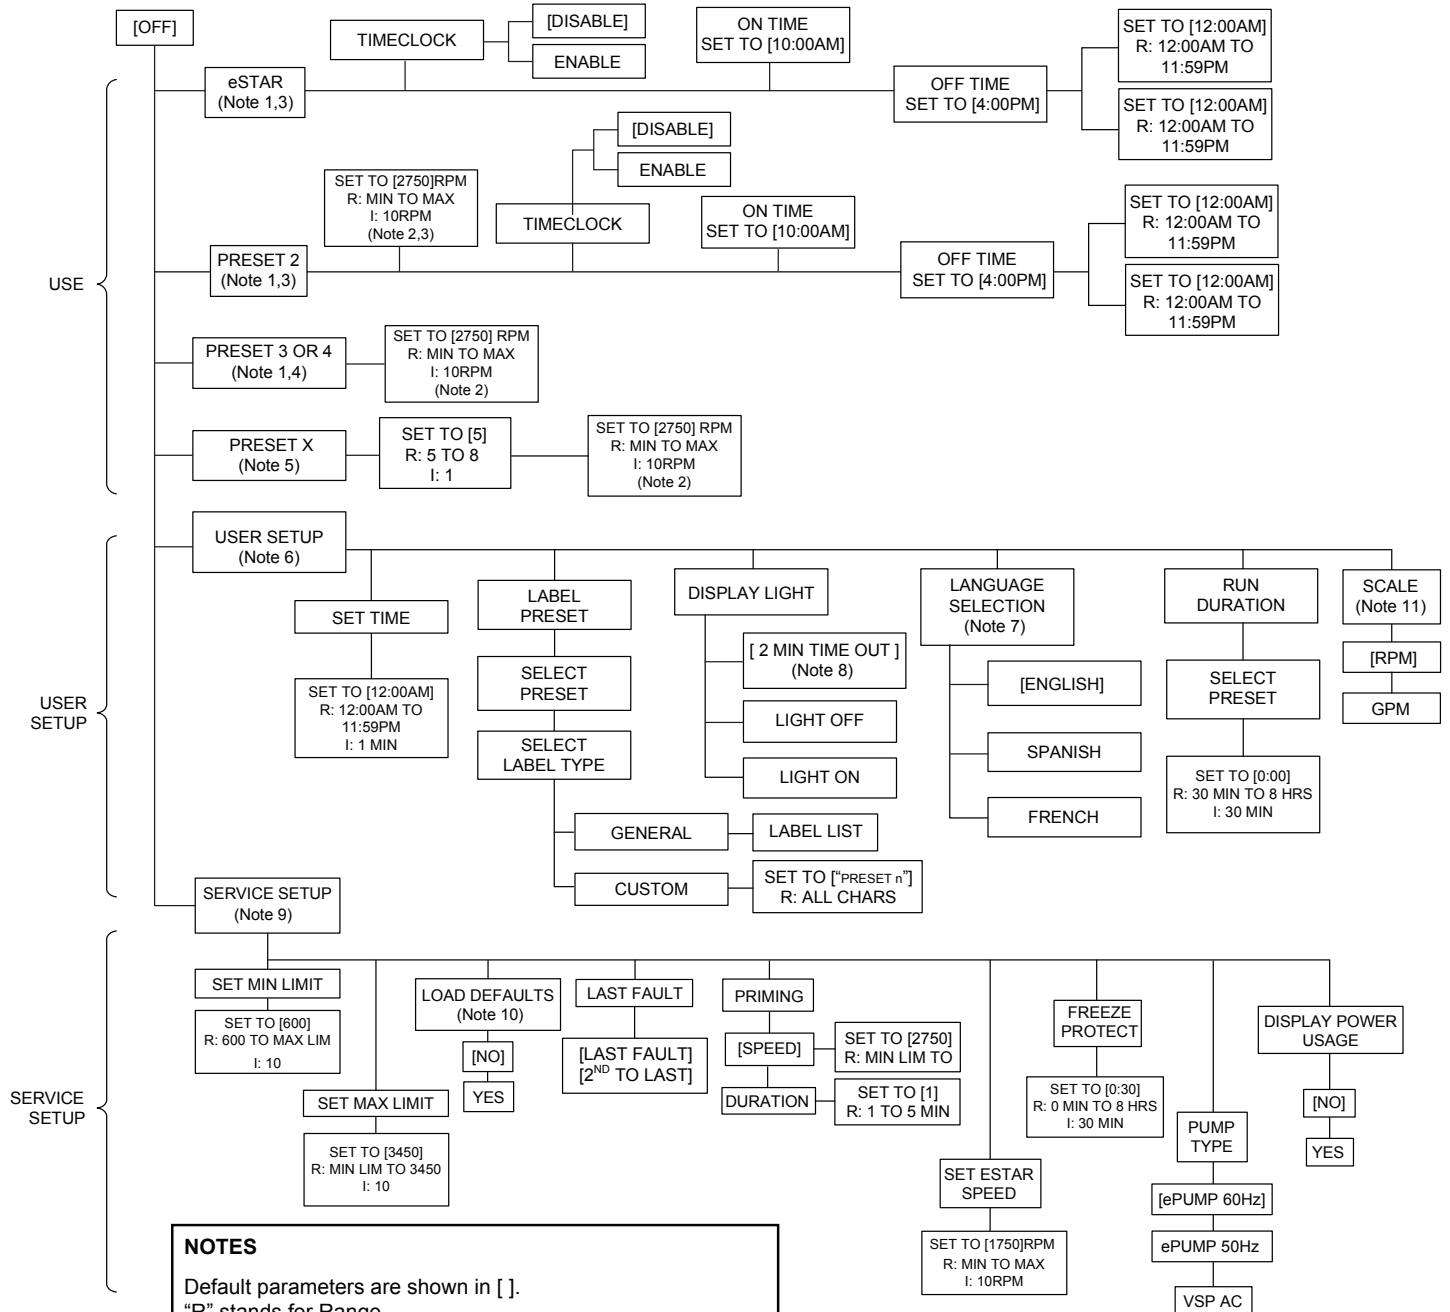 [OFF]
TIMECLOCK
[DISABLE]
ENABLE
ON TIME
SET TO [10:00AM]
SET TO [12:00AM]
R: 12:00AM TO
11:59PM
eSTAR
(Note 1,3)
OFF TIME
SET TO [4:00PM]
SET TO [12:00AM]
R: 12:00AM TO
11:59PM
[DISABLE]
ENABLE
SET TO [2750]RPM
R: MIN TO MAX
I: 10RPM
(Note 2,3)
TIMECLOCK
ON TIME
SET TO [10:00AM]
SET TO [12:00AM]
R: 12:00AM TO
11:59PM
USE
PRESET 2
(Note 1,3)
OFF TIME
SET TO [4:00PM]
SET TO [12:00AM]
R: 12:00AM TO
11:59PM
PRESET 3 OR 4
(Note 1,4)
SET TO [2750] RPM
R: MIN TO MAX
I: 10RPM
(Note 2)
PRESET X
(Note 5)
SET TO [5]
R: 5 TO 8
I: 1
SET TO [2750] RPM
R: MIN TO MAX
I: 10RPM
(Note 2)
USER
SETUP
USER SETUP
(Note 6)
SET TIME
SET TO [12:00AM]
R: 12:00AM TO
11:59PM
I: 1 MIN
LABEL
PRESET
SELECT
PRESET
SELECT
LABEL TYPE
GENERAL
LABEL LIST
CUSTOM
SET TO ["PRESET n"]
R: ALL CHARS
DISPLAY LIGHT
[ 2 MIN TIME OUT ]
(Note 8)
LIGHT OFF
LIGHT ON
LANGUAGE
SELECTION
(Note 7)
[ENGLISH]
SPANISH
FRENCH
RUN
DURATION
SELECT
PRESET
SET TO [0:00]
R: 30 MIN TO 8 HRS
I: 30 MIN
SCALE
(Note 11)
[RPM]
GPM
SERVICE
SETUP
SERVICE SETUP
(Note 9)
SET MIN LIMIT
SET TO [600]
R: 600 TO MAX LIM
I: 10
SET MAX LIMIT
SET TO [3450]
R: MIN LIM TO 3450
I: 10
LOAD DEFAULTS
(Note 10)
[NO]
YES
LAST FAULT
[LAST FAULT]
[2ND TO LAST]
PRIMING
[SPEED]
SET TO [2750]
R: MIN LIM TO
DURATION
SET TO [1]
R: 1 TO 5 MIN
SET ESTAR
SPEED
SET TO [1750]RPM
R: MIN TO MAX
I: 10RPM
FREEZE
PROTECT
SET TO [0:30]
R: 0 MIN TO 8 HRS
I: 30 MIN
PUMP
TYPE
[ePUMP 60Hz]
ePUMP 50Hz
VSP AC
DISPLAY POWER
USAGE
[NO]
YES
NOTES
Default parameters are shown in [ ].
"R" stands for Range